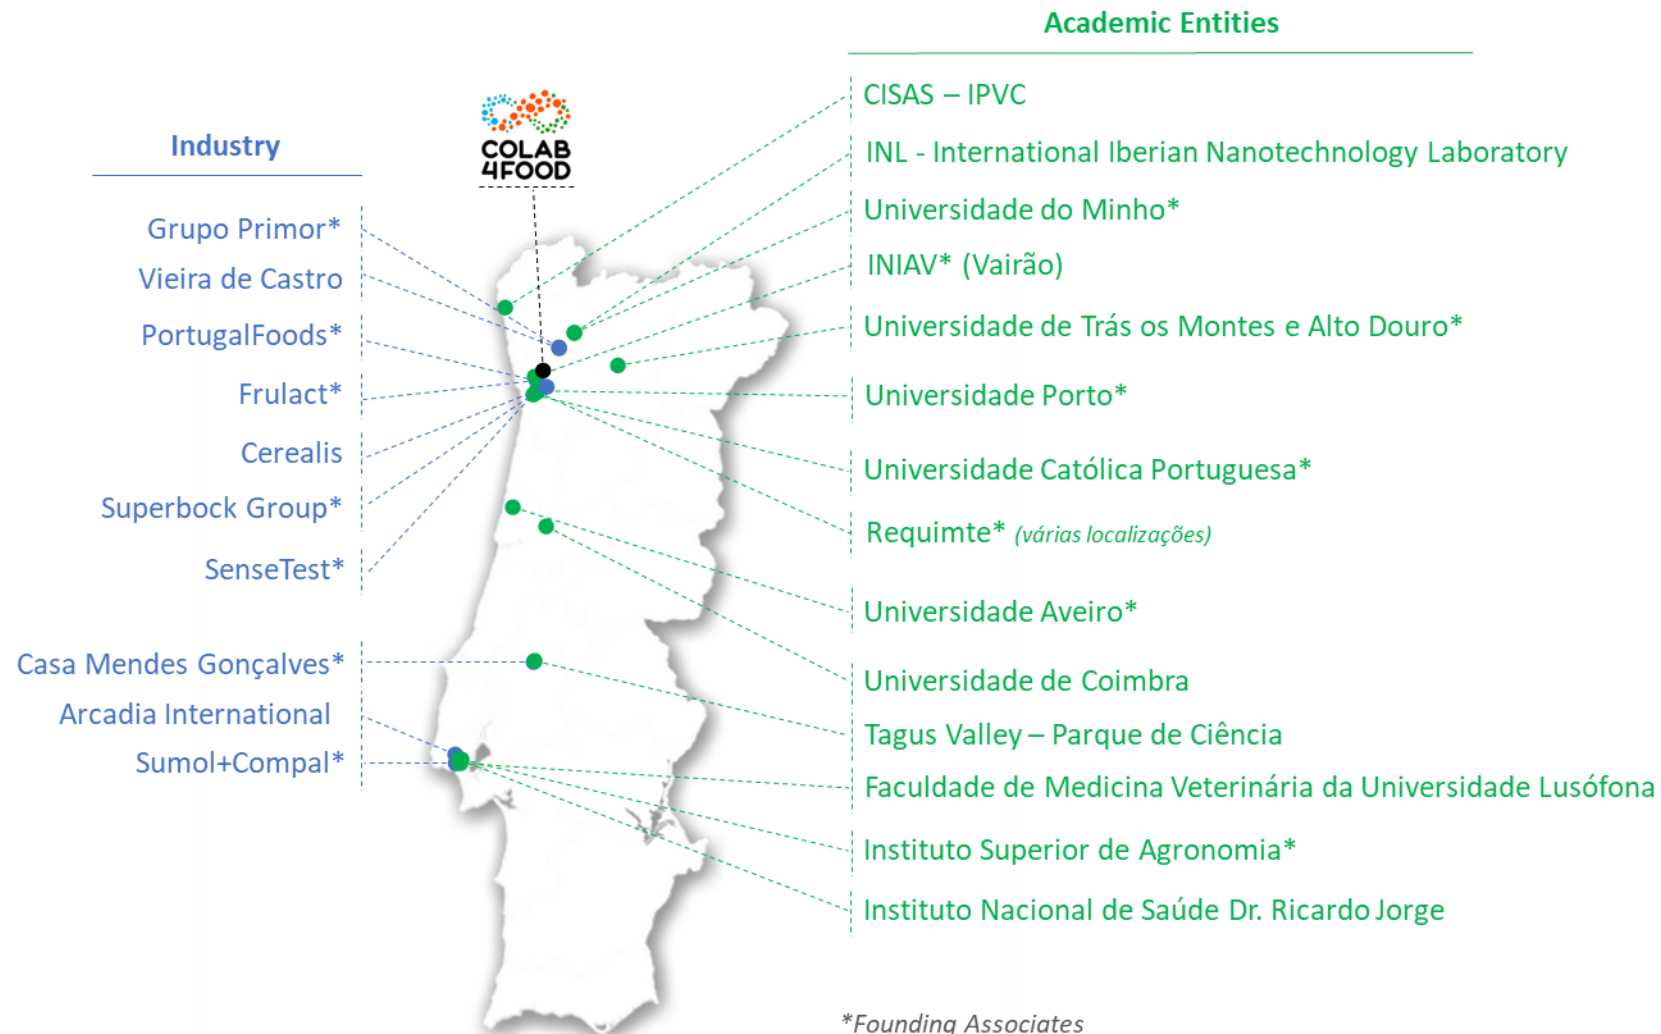 Academic Entities
CISAS – IPVC
INL - International Iberian Nanotechnology Laboratory
Universidade do Minho*
INIAV* (Vairão)
Universidade de Trás os Montes e Alto Douro*
Universidade Porto*
Universidade Católica Portuguesa*
Requimte* (várias localizações)
Universidade Aveiro*
Universidade de Coimbra
Tagus Valley – Parque de Ciência
Faculdade de Medicina Veterinária da Universidade Lusófona
Instituto Superior de Agronomia*
Instituto Nacional de Saúde Dr. Ricardo Jorge
COLAB
4FOOD
Industry
Grupo Primor*
Vieira de Castro
PortugalFoods*
Frulact*
Cerealis
Superbock Group*
SenseTest*
Casa Mendes Gonçalves*
Arcadia International
Sumol+Compal*
*Founding Associates